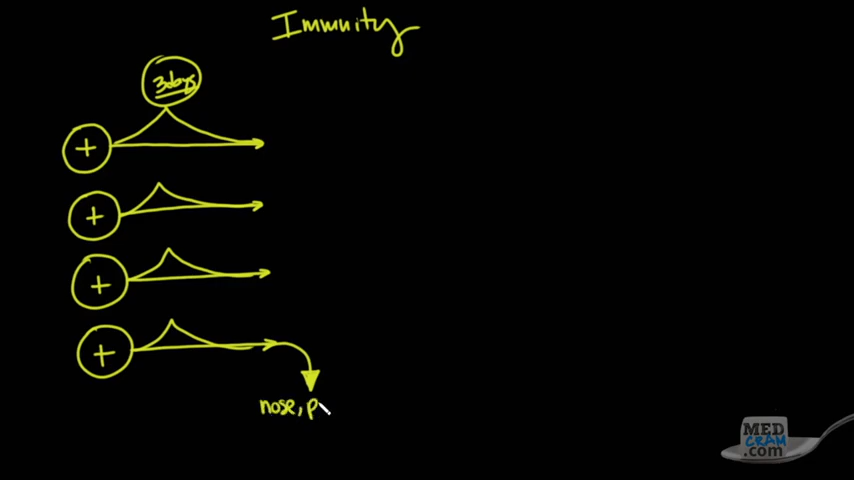 Immunity
3days
+
+
+
+
nose, p
MED
CRAM
.com